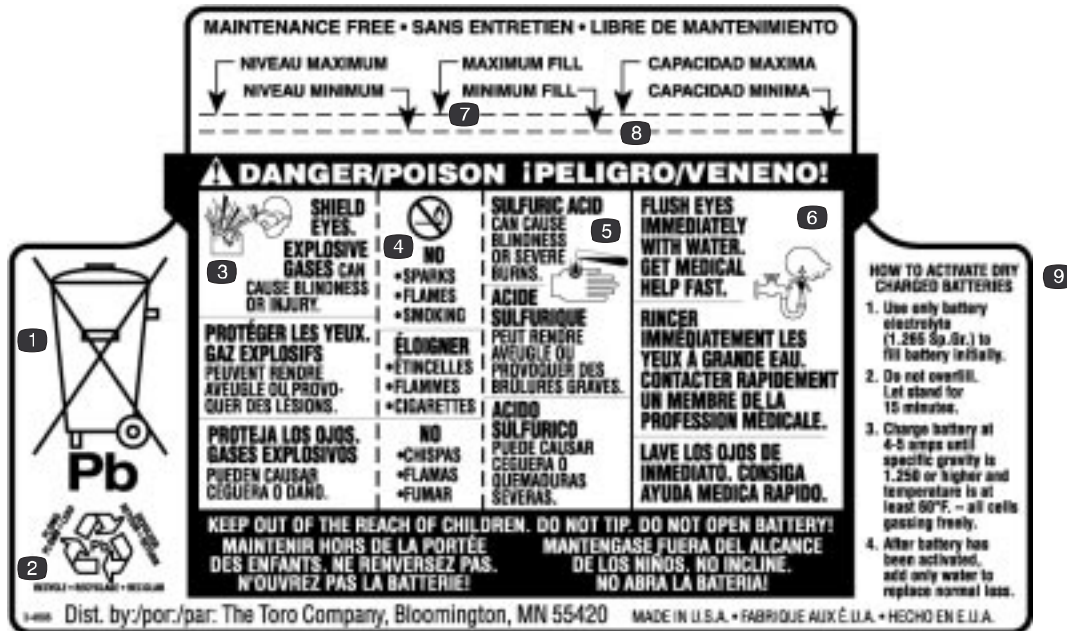 MAINTENANCE FREE • SANS ENTRETIEN • LIBRE DE MANTENIMIENTO
NIVEAU MAXIMUM
MAXIMUM FILL
CAPACIDAD MAXIMA
NIVEAU MINIMUM
MINIMUM FILL
CAPACIDAD MINIMA
7
8
DANGER/POISON ¡PELIGRO/VENENO!
SHIELD
EYES.
EXPLOSIVE
GASES CAN
CAUSE BLINDNESS
OR INJURY.
3
PROTÉGER LES YEUX.
GAZ EXPLOSIFS
PEUVENT RENDRE
AVEUGLE OU PROVO-
QUER DES LÉSIONS.
PROTEJA LOS OJOS.
GASES EXPLOSIVOS
PUEDEN CAUSAR
CEGUERA O DANO.
4
NO
•SPARKS
•FLAMES
•SMOKING
ÉLOIGNER
•ÉTINCELLES
•FLAMMES
•CIGARETTES
NO
•CHISPAS
•FLAMAS
•FUMAR
SULFURIC ACID
CAN CAUSE
BLINDNESS
OR SEVERE
BURNS.
5
ACIDE
SULFURIQUE
PEUT RENDRE
AVEUGLE OU
PROVOQUER DES
BRÛLURES GRAVES.
ACIDO
SULFÚRICO
PUEDE CAUSAR
CEGUERA O
QUEMADURAS
SEVERAS.
FLUSH EYES
IMMEDIATELY
WITH WATER.
GET MEDICAL
HELP FAST.
6
RINCER
IMMÉDIATEMENT LES
YEUX À GRANDE EAU.
CONTACTER RAPIDEMENT
UN MEMBRE DE LA
PROFESSION MÉDICALE.
LAVE LOS OJOS DE
INMEDIATO. CONSIGA
AYUDA MEDICA RAPIDO.
KEEP OUT OF THE REACH OF CHILDREN. DO NOT TIP. DO NOT OPEN BATTERY!
MAINTENIR HORS DE LA PORTÉE
DES ENFANTS. NE RENVERSEZ PAS.
N'OUVREZ PAS LA BATTERIE!
MANTENGASE FUERA DEL ALCANCE
DE LOS NIÑOS. NO INCLINE.
NO ABRA LA BATERIA!
1
Pb
2
RECYCLE • RECYCLAGE • RECICLAR
9
HOW TO ACTIVATE DRY
CHARGED BATTERIES
1. Use only battery
electrolyte
(1.265 Sp.Gr.) to
fill battery initially.
2. Do not overfill.
Let stand for
15 minutes.
3. Charge battery at
4-5 amps until
specific gravity is
1.250 or higher and
temperature is at
least 60°F. – all cells
gassing freely.
4. After battery has
been activated,
add only water to
replace normal loss.
Dist. by:/por:/par: The Toro Company, Bloomington, MN 55420
MADE IN U.S.A. • FABRIQUE AUX É.U.A. • HECHO EN E.U.A.